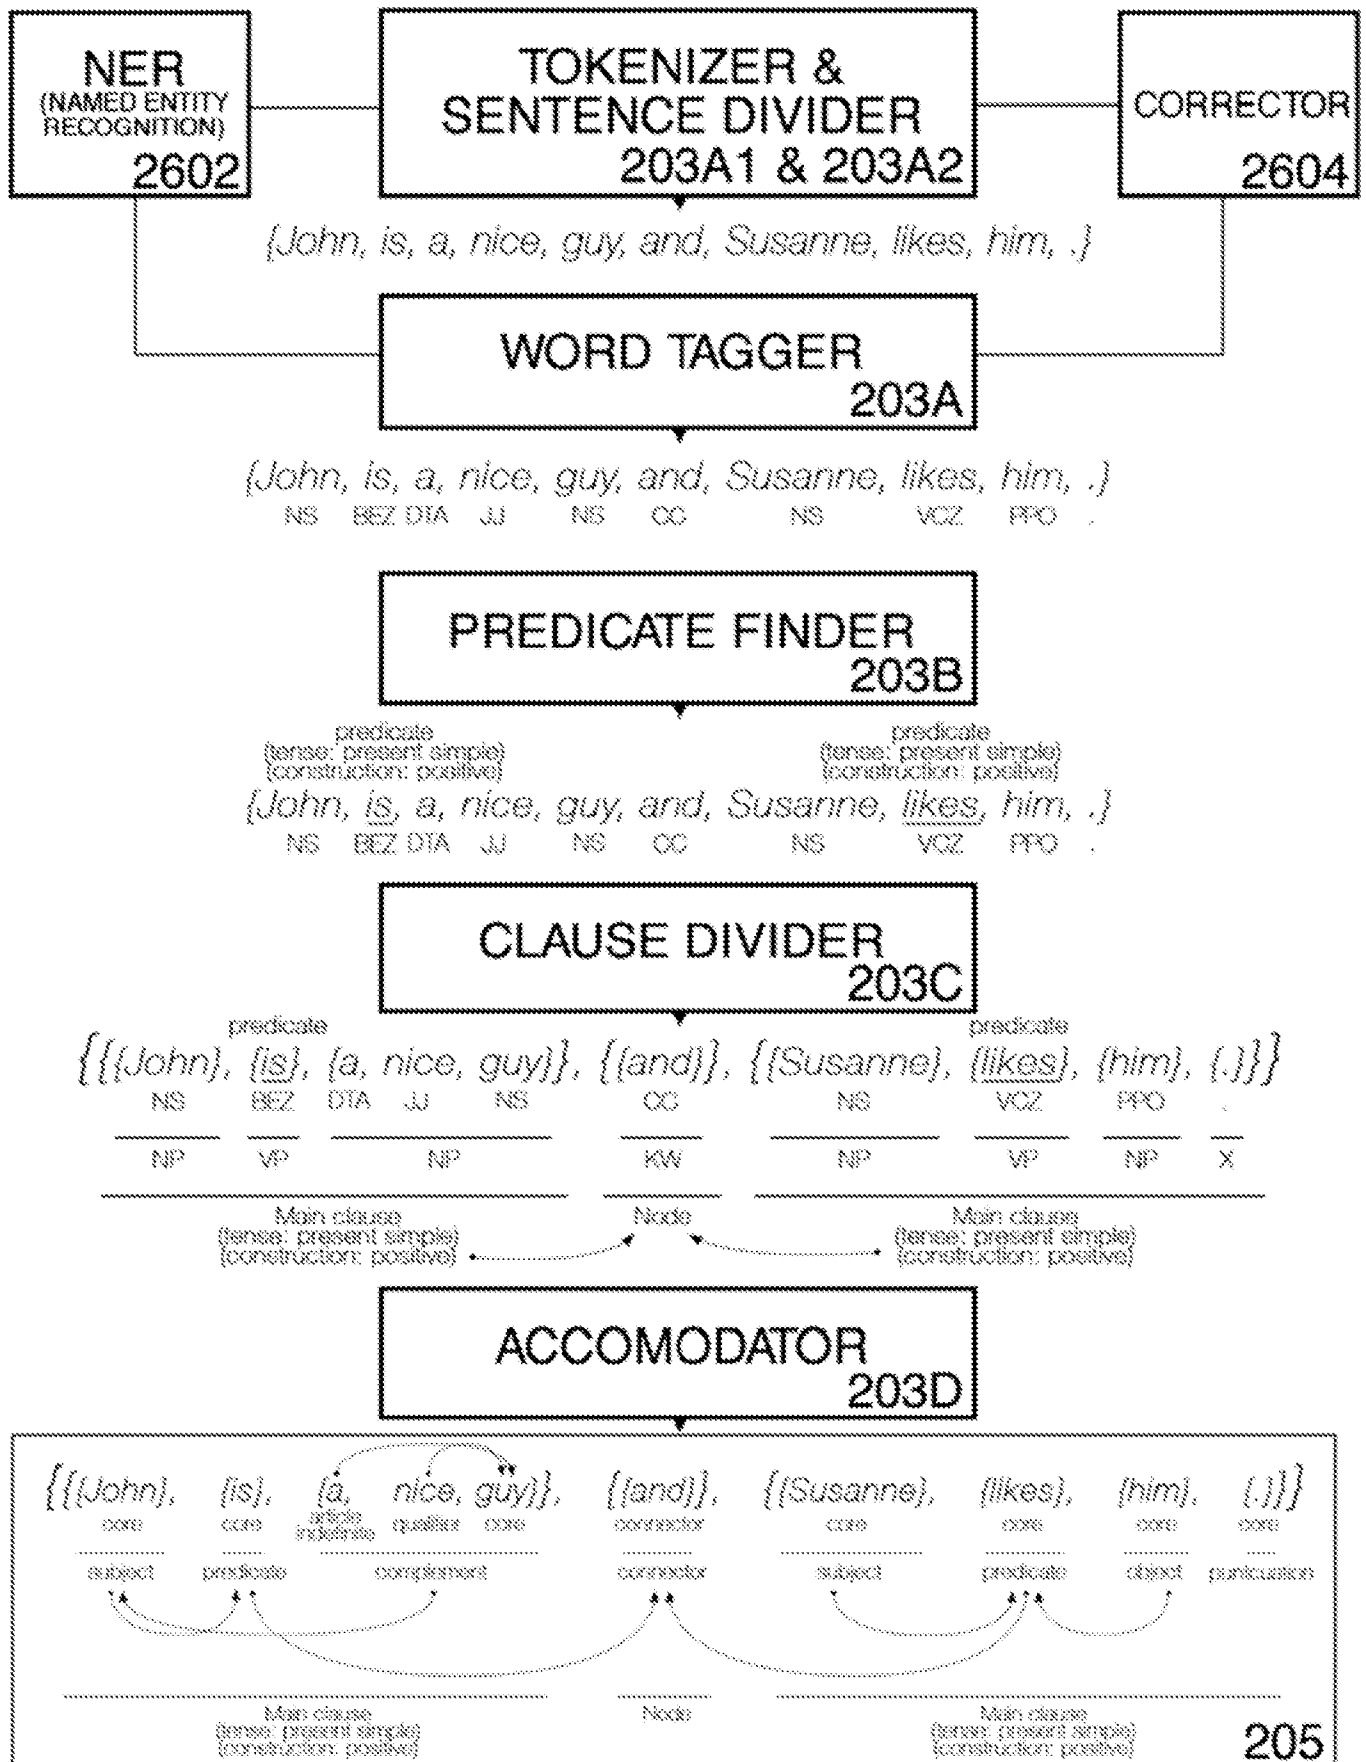 NER
(NAMED ENTITY
RECOGNITION)
2602
TOKENIZER &
SENTENCE DIVIDER
203A1 & 203A2
CORRECTOR
2604
{John, is, a, nice, guy, and, Susanne, likes, him, .}
WORD TAGGER
203A
{John, is, a, nice, guy, and, Susanne, likes, him, .}
NS BEZ DTA JJ NS CC NS VCZ PPO .
PREDICATE FINDER
203B
predicate predicate
(tense: present simple) (tense: present simple)
(construction: positive) (construction: positive)
{John, is, a, nice, guy, and, Susanne, likes, him, .}
NS BEZ DTA JJ NS CC NS VCZ PPO .
CLAUSE DIVIDER
203C
predicate predicate
{{{John}, {is}, {a, nice, guy}}, {{and}}, {{Susanne}, {likes}, {him}, {.}}}
NS BEZ DTA JJ NS CC NS VCZ PPO .
NP VP NP KW NP VP NP X
Main clause Node Main clause
(tense: present simple) (tense: present simple)
(construction: positive) (construction: positive)
ACCOMODATOR
203D
{{{John}, {is}, {a, nice, guy}}, {{and}}, {{Susanne}, {likes}, {him}, {.}}}
core core article qualifier core connector core core core core
indefinite
subject predicate complement connector subject predicate object punticuation
Main clause Node Main clause
(tense: present simple) (tense: present simple)
(construction: positive) (construction: positive)
205